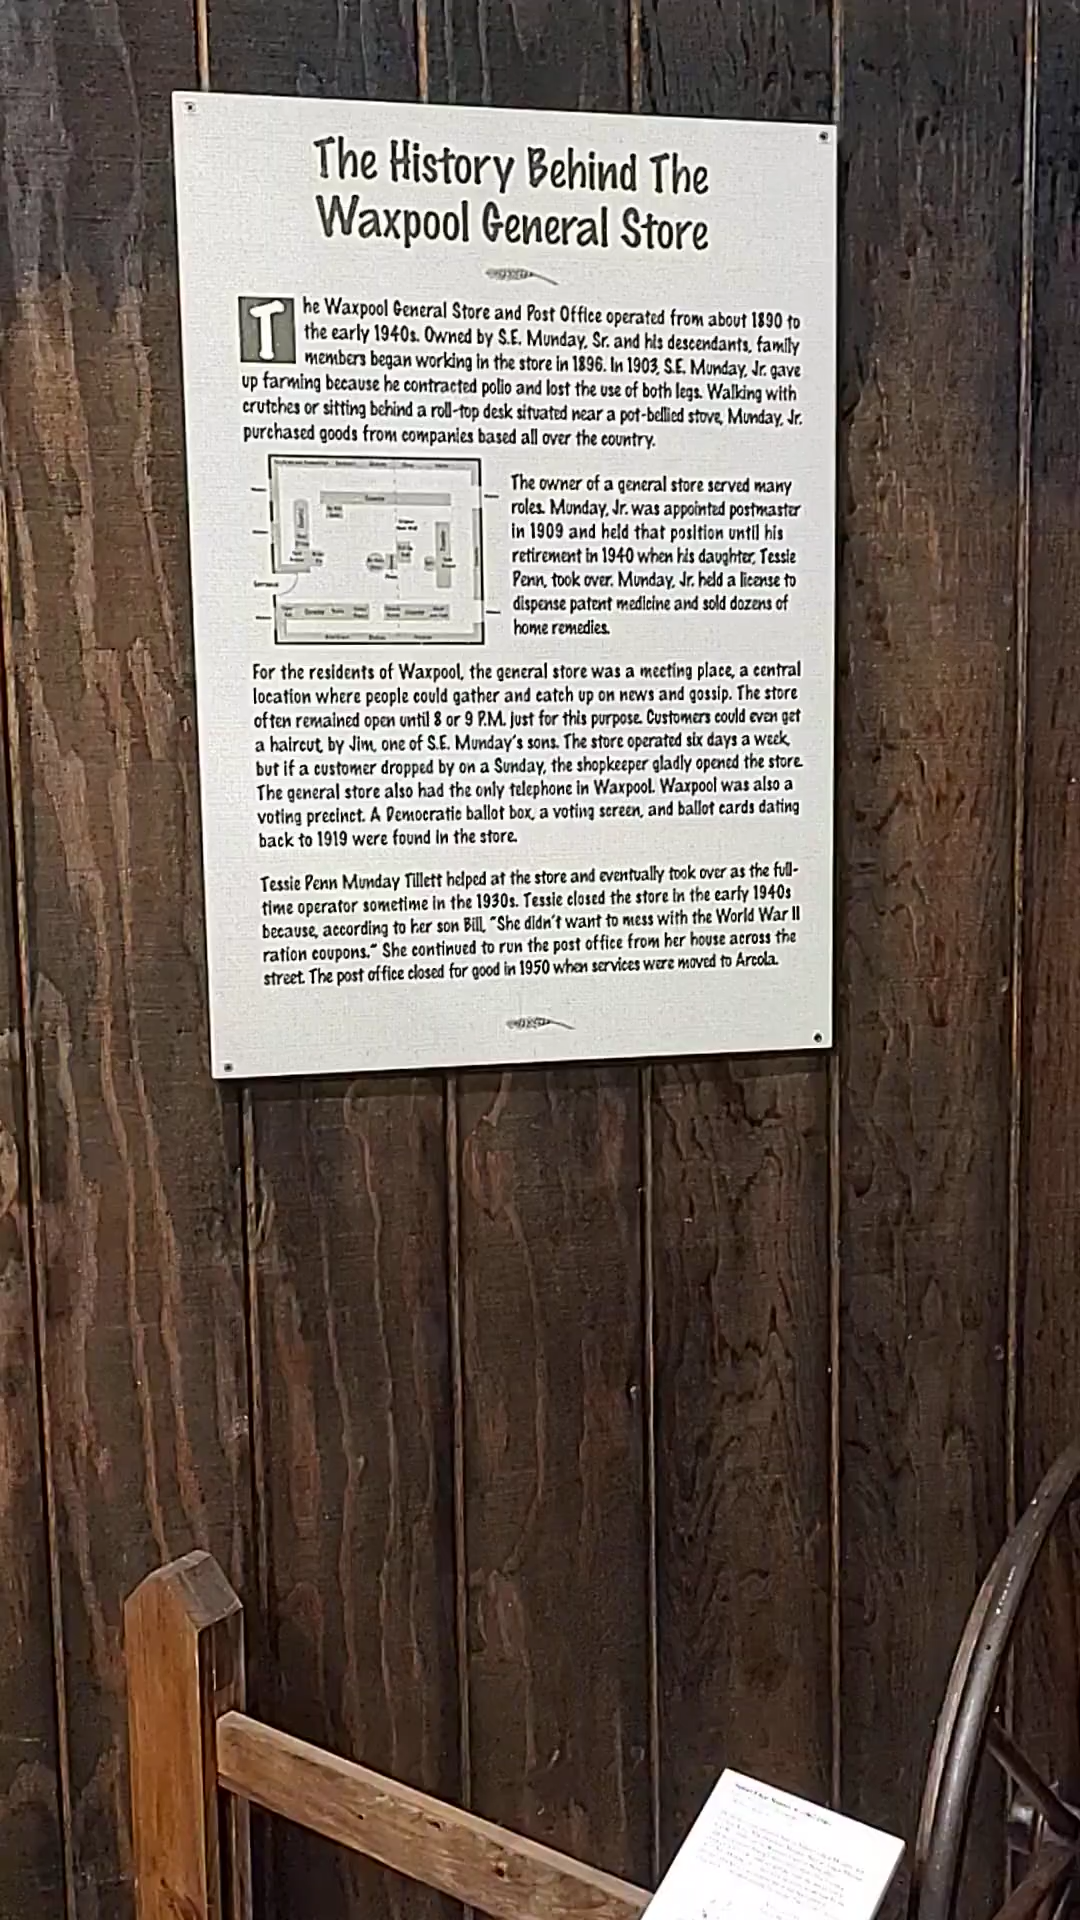 The History Behind The
Waxpool General Store
The Waxpool General Store and Post Office operated from about 1890 to
the early 1940s. Owned by S.E. Munday, Sr. and his descendants, family
members began working in the store in 1896. In 1903, S.E. Munday, Jr. gave
up farming because he contracted polio and lost the use of both legs. Walking with
crutches or sitting behind a roll-top desk situated near a pot-bellied stove, Munday, Jr.
purchased goods from companies based all over the country.
The owner of a general store served many
roles. Munday, Jr. was appointed postmaster
in 1909 and held that position until his
retirement in 1940 when his daughter, Tessie
Penn, took over. Munday, Jr. held a license to
dispense patent medicine and sold dozens of
home remedies.
For the residents of Waxpool, the general store was a meeting place, a central
location where people could gather and catch up on news and gossip. The store
often remained open until 8 or 9 P.M. just for this purpose. Customers could even get
a haircut, by Jim, one of S.E. Munday's sons. The store operated six days a week,
but if a customer dropped by on a Sunday, the shopkeeper gladly opened the store.
The general store also had the only telephone in Waxpool. Waxpool was also a
voting precinct. A Democratic ballot box, a voting screen, and ballot cards dating
back to 1919 were found in the store.
Tessie Penn Munday Tillett helped at the store and eventually took over as the full-
time operator sometime in the 1930s. Tessie closed the store in the early 1940s
because, according to her son Bill, "She didn't want to mess with the World War II
ration coupons." She continued to run the post office from her house across the
street. The post office closed for good in 1950 when services were moved to Arcola.